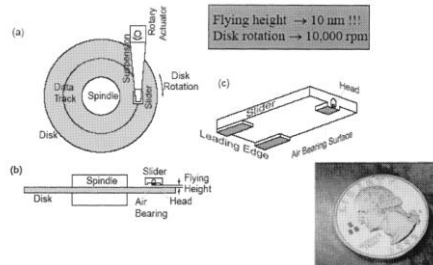 Flying height → 10 nm !!!
Disk rotation → 10,000 rpm
(a)
Rotary
Actuator
Suspension
Data
Track
Spindle
Slider
Disk
Rotation
Disk
(c)
Slider
Head
Leading Edge
Air Bearing Surface
(b)
Spindle
Slider
Flying
Height
Disk
Air
Bearing
Head